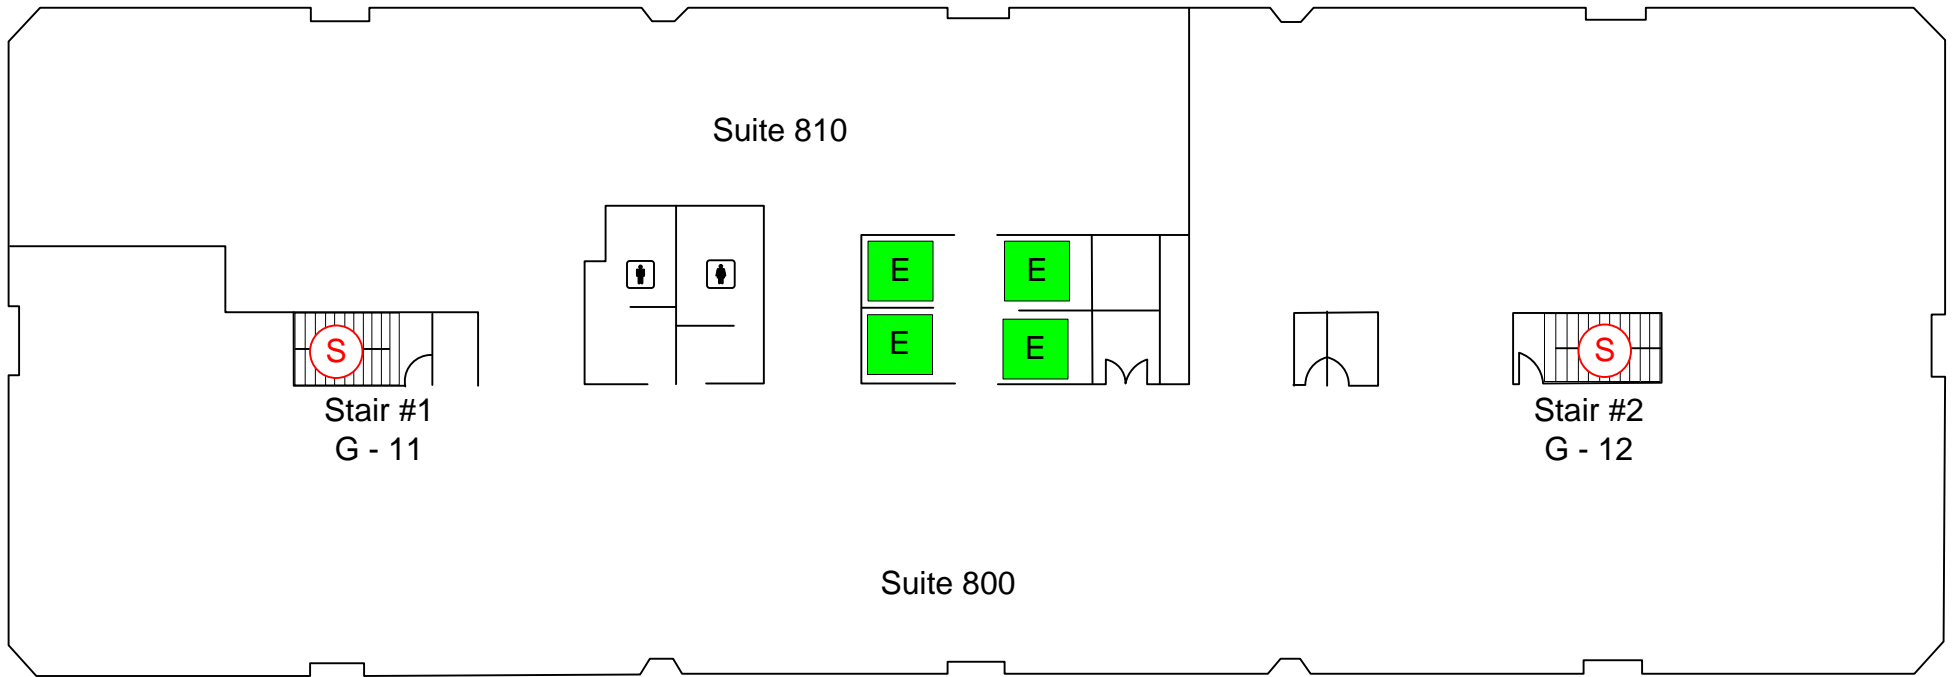 Suite 810
E
E
E
E
S
S
Stair #1
G - 11
Stair #2
G - 12
Suite 800